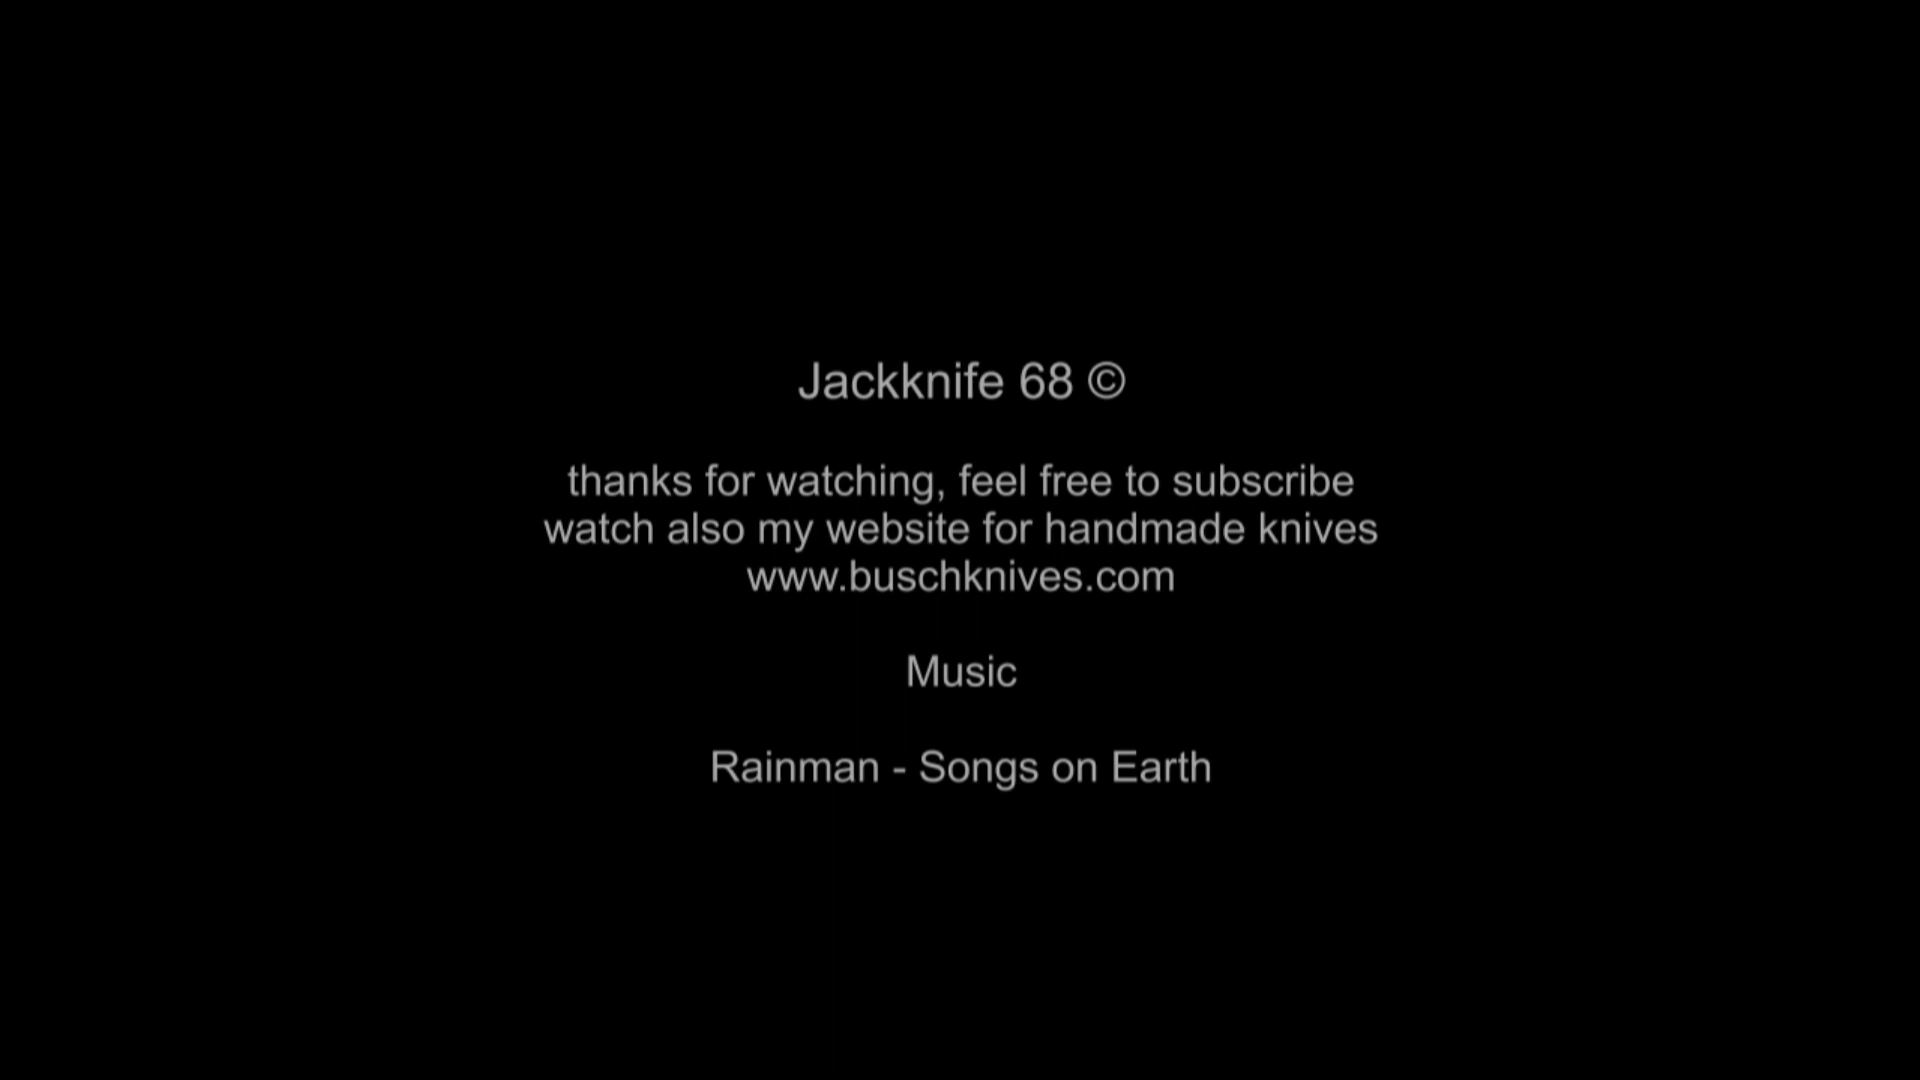 Jackknife 68 ©
thanks for watching, feel free to subscribe
watch also my website for handmade knives
www.buschknives.com
Music
Rainman - Songs on Earth